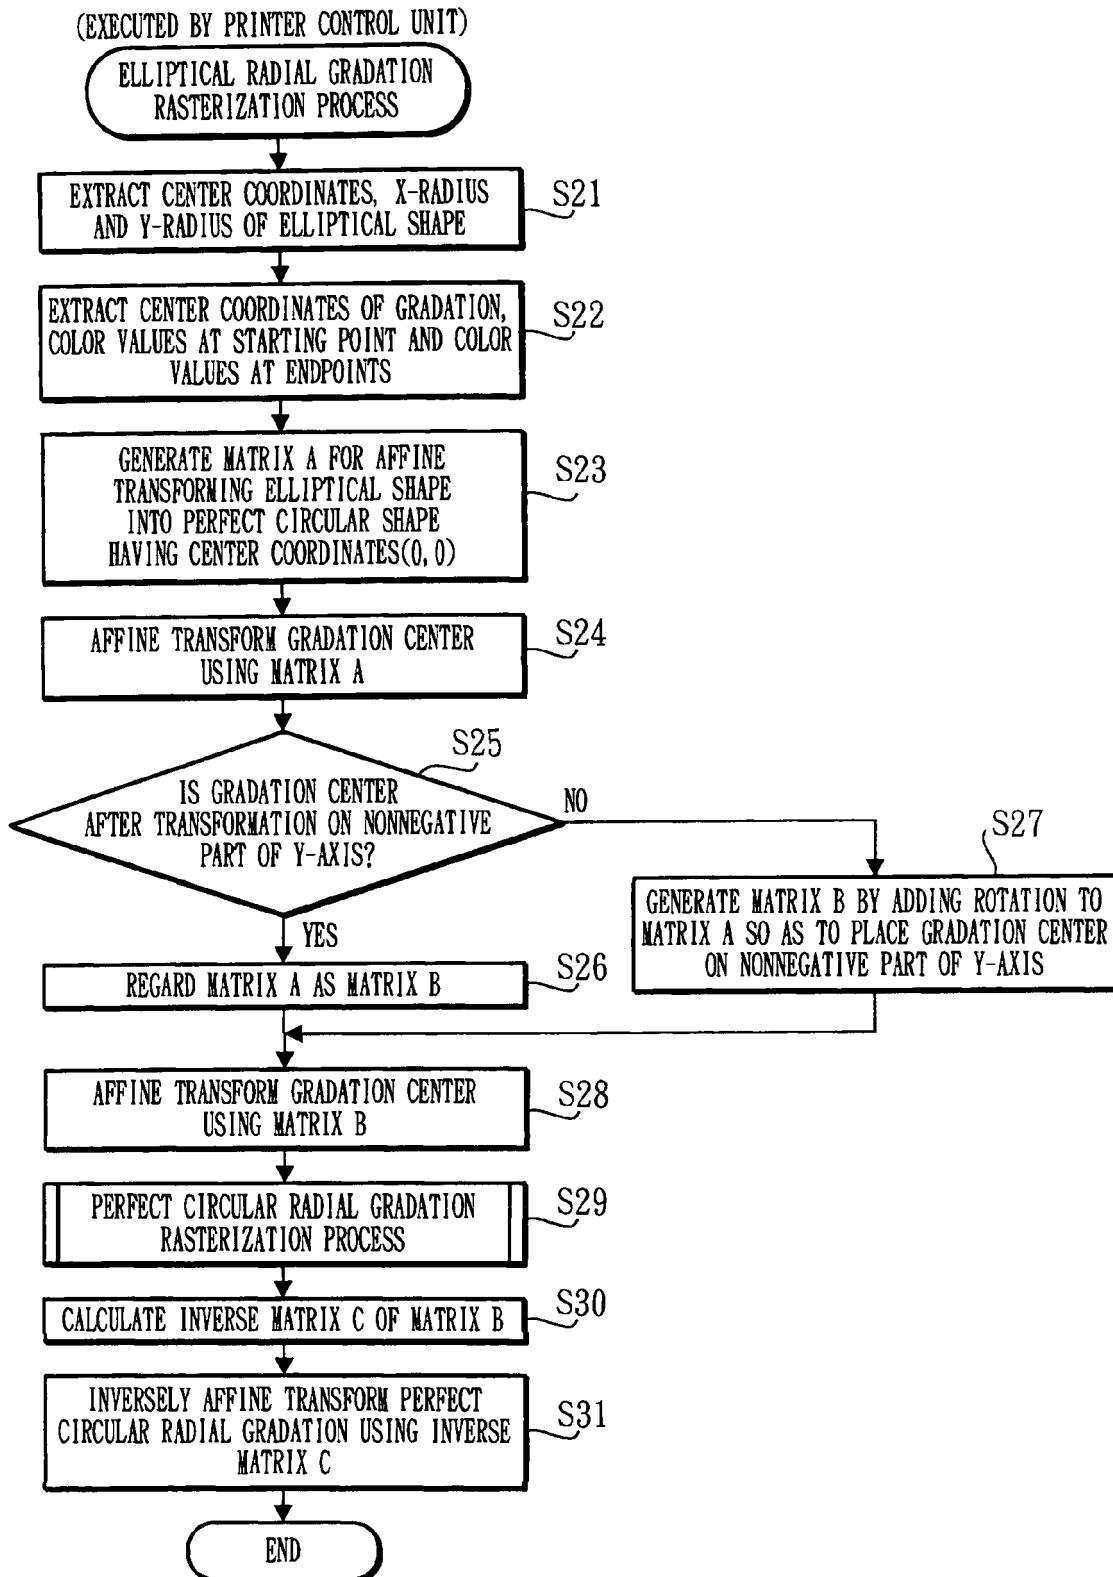 (EXECUTED BY PRINTER CONTROL UNIT)
ELLIPTICAL RADIAL GRADATION
RASTERIZATION PROCESS
EXTRACT CENTER COORDINATES, X-RADIUS
AND Y-RADIUS OF ELLIPTICAL SHAPE
S21
EXTRACT CENTER COORDINATES OF GRADATION,
COLOR VALUES AT STARTING POINT AND COLOR
VALUES AT ENDPOINTS
S22
GENERATE MATRIX A FOR AFFINE
TRANSFORMING ELLIPTICAL SHAPE
INTO PERFECT CIRCULAR SHAPE
HAVING CENTER COORDINATES(0,0)
S23
AFFINE TRANSFORM GRADATION CENTER
USING MATRIX A
S24
IS GRADATION CENTER
AFTER TRANSFORMATION ON NONNEGATIVE
PART OF Y-AXIS?
S25
NO
YES
REGARD MATRIX A AS MATRIX B
S26
S27
GENERATE MATRIX B BY ADDING ROTATION TO
MATRIX A SO AS TO PLACE GRADATION CENTER
ON NONNEGATIVE PART OF Y-AXIS
AFFINE TRANSFORM GRADATION CENTER
USING MATRIX B
S28
PERFECT CIRCULAR RADIAL GRADATION
RASTERIZATION PROCESS
S29
CALCULATE INVERSE MATRIX C OF MATRIX B
S30
INVERSELY AFFINE TRANSFORM PERFECT
CIRCULAR RADIAL GRADATION USING INVERSE
MATRIX C
S31
END